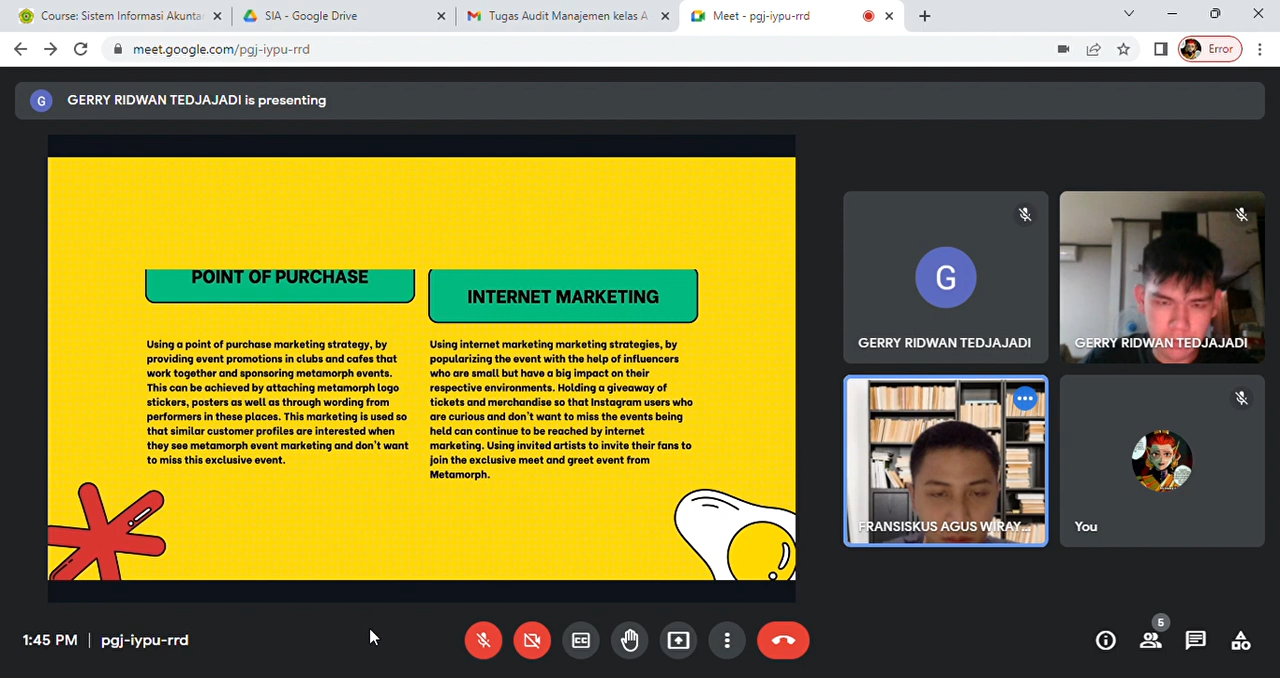 Course: Sistem Informasi Akuntan
SIA - Google Drive
Tugas Audit Manajemen kelas A
Meet - pgj-iypu-rrd
meet.google.com/pgj-iypu-rrd
Error
G
GERRY RIDWAN TEDJAJADI is presenting
POINT OF PURCHASE
INTERNET MARKETING
Using a point of purchase marketing strategy, by
providing event promotions in clubs and cafes that
work together and sponsoring metamorph events.
This can be achieved by attaching metamorph logo
stickers, posters as well as through wording from
performers in these places. This marketing is used so
that similar customer profiles are interested when
they see metamorph event marketing and don't want
to miss this exclusive event.
Using internet marketing marketing strategies, by
popularizing the event with the help of influencers
who are small but have a big impact on their
respective environments. Holding a giveaway of
tickets and merchandise so that Instagram users who
are curious and don't want to miss the events being
held can continue to be reached by internet
marketing. Using invited artists to invite their fans to
join the exclusive meet and greet event from
Metamorph.
G
GERRY RIDWAN TEDJAJADI
GERRY RIDWAN TEDJAJADI
FRANSISKUS AGUS WIRAY...
You
1:45 PM | pgj-iypu-rrd
CC
5